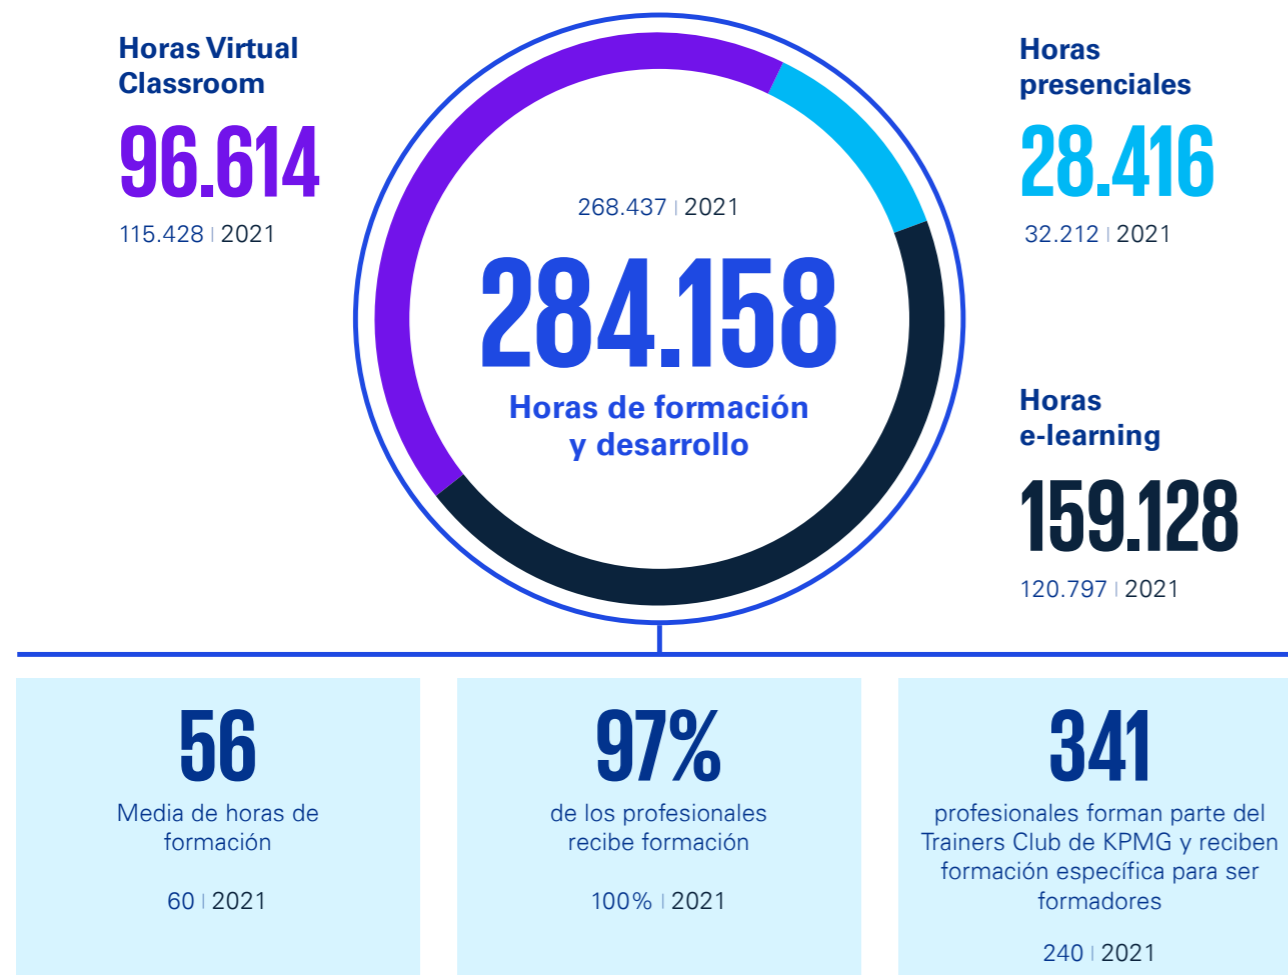 Horas Virtual
Classroom
96.614
115.428 | 2021
268.437 | 2021
284.158
Horas de formación
y desarrollo
Horas
presenciales
28.416
32.212 | 2021
Horas
e-learning
159.128
120.797 | 2021
56
Media de horas de
formación
60 | 2021
97%
de los profesionales
recibe formación
100% | 2021
341
profesionales forman parte del
Trainers Club de KPMG y reciben
formación específica para ser
formadores
240 | 2021